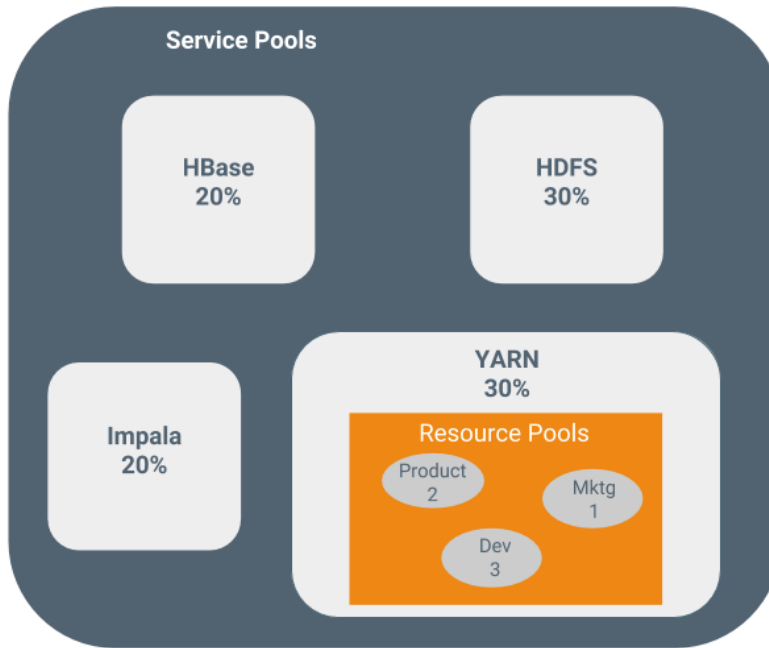 Service Pools
HBase
20%
HDFS
30%
Impala
20%
YARN
30%
Resource Pools
Product
2
Mktg
1
Dev
3